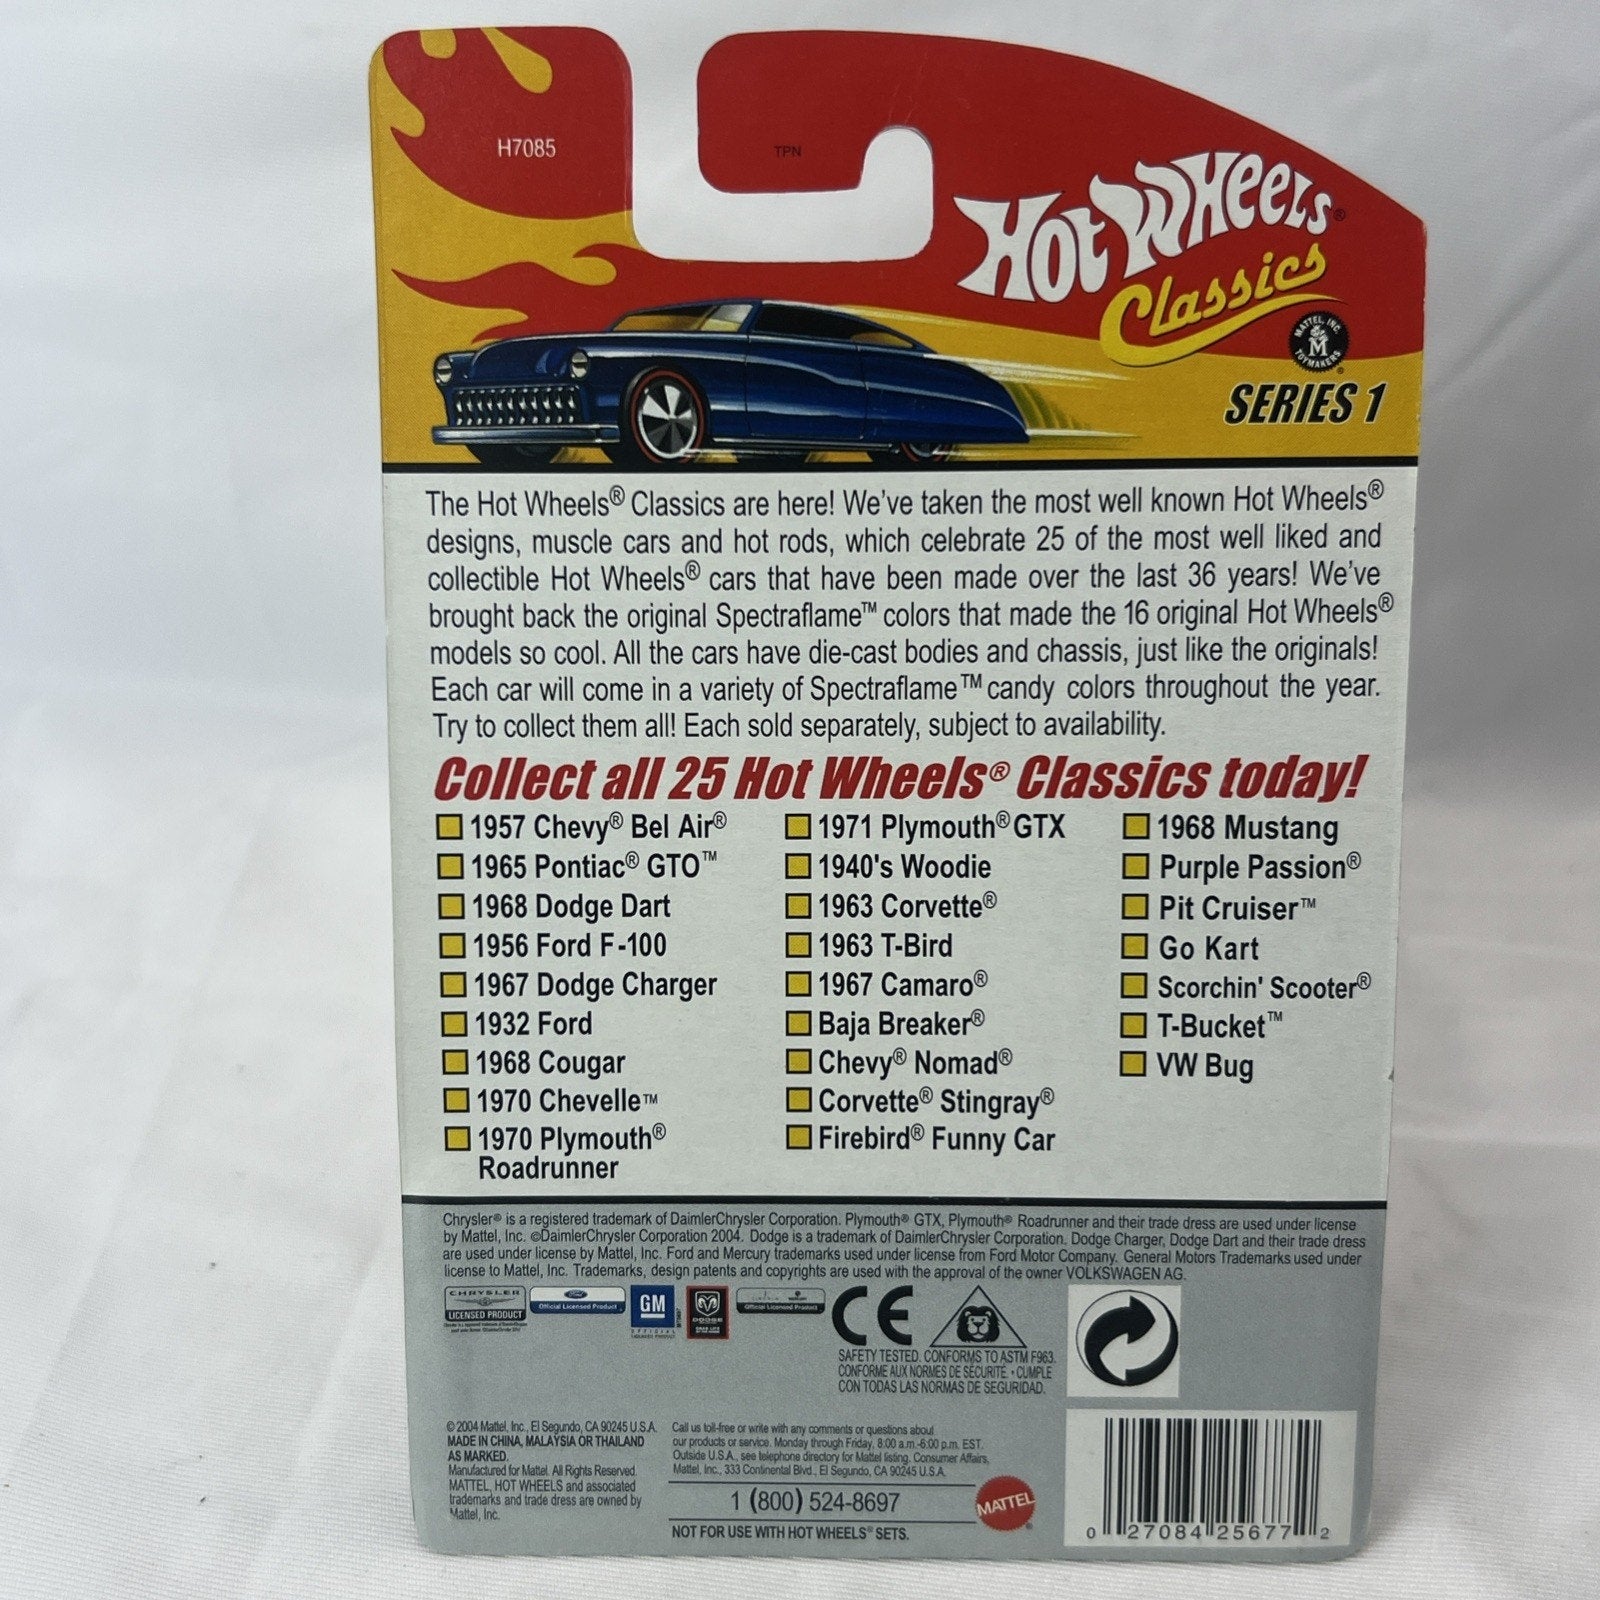 H7085
TPN
Hot Wheels®
Classics
MATTEL, INC.
M
TOYMAKERS
®
SERIES 1
The Hot Wheels® Classics are here! We've taken the most well known Hot Wheels®
designs, muscle cars and hot rods, which celebrate 25 of the most well liked and
collectible Hot Wheels® cars that have been made over the last 36 years! We've
brought back the original Spectraflame™ colors that made the 16 original Hot Wheels®
models so cool. All the cars have die-cast bodies and chassis, just like the originals!
Each car will come in a variety of Spectraflame™ candy colors throughout the year.
Try to collect them all! Each sold separately, subject to availability.
Collect all 25 Hot Wheels® Classics today!
1957 Chevy® Bel Air®
1965 Pontiac® GTO™
1968 Dodge Dart
1956 Ford F-100
1967 Dodge Charger
1932 Ford
1968 Cougar
1970 Chevelle™
1970 Plymouth®
Roadrunner
1971 Plymouth® GTX
1940's Woodie
1963 Corvette®
1963 T-Bird
1967 Camaro®
Baja Breaker®
Chevy® Nomad®
Corvette® Stingray®
Firebird® Funny Car
1968 Mustang
Purple Passion®
Pit Cruiser™
Go Kart
Scorchin' Scooter®
T-Bucket™
VW Bug
Chrysler® is a registered trademark of DaimlerChrysler Corporation. Plymouth® GTX, Plymouth® Roadrunner and their trade dress are used under license
by Mattel, Inc. ©DaimlerChrysler Corporation 2004. Dodge is a trademark of DaimlerChrysler Corporation. Dodge Charger, Dodge Dart and their trade dress
are used under license by Mattel, Inc. Ford and Mercury trademarks used under license from Ford Motor Company. General Motors Trademarks used under
license to Mattel, Inc. Trademarks, design patents and copyrights are used with the approval of the owner VOLKSWAGEN AG.
CHRYSLER
LICENSED PRODUCT
Ford
Official Licensed Product
GM
OFFICIAL
LICENSED PRODUCT
DODGE
Official Licensed Product
CE
SAFETY TESTED. CONFORMS TO ASTM F963.
CONFORME AUX NORMES DE SÉCURITÉ. • CUMPLE
CON TODAS LAS NORMAS DE SEGURIDAD.
© 2004 Mattel, Inc., El Segundo, CA 90245 U.S.A.
MADE IN CHINA, MALAYSIA OR THAILAND
AS MARKED.
Manufactured for Mattel. All Rights Reserved.
MATTEL, HOT WHEELS and associated
trademarks and trade dress are owned by
Mattel, Inc.
Call us toll-free or write with any comments or questions about
our products or service. Monday through Friday, 8:00 a.m.-6:00 p.m. EST.
Outside U.S.A., see telephone directory for Mattel listing. Consumer Affairs,
Mattel, Inc., 333 Continental Blvd., El Segundo, CA 90245 U.S.A.
1 (800) 524-8697
NOT FOR USE WITH HOT WHEELS® SETS.
MATTEL
®
0 27084 25677 2